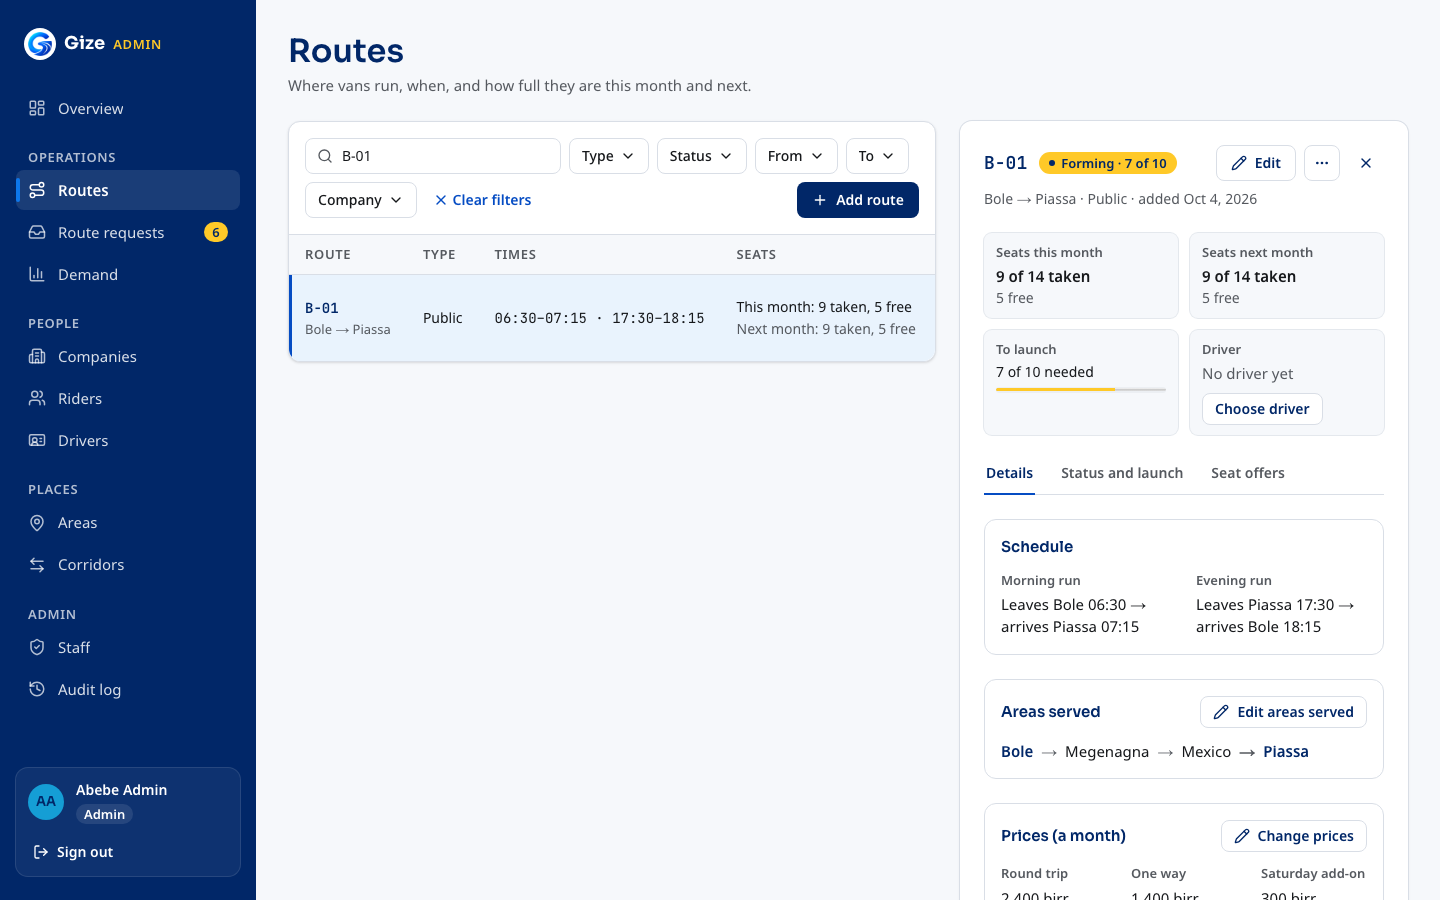 Gize ADMIN
Overview
OPERATIONS
Routes
Route requests 6
Demand
PEOPLE
Companies
Riders
Drivers
PLACES
Areas
Corridors
ADMIN
Staff
Audit log
AA
Abebe Admin
Admin
Sign out
Routes
Where vans run, when, and how full they are this month and next.
B-01 Type Status From To
Company Clear filters Add route
ROUTE TYPE TIMES SEATS
B-01
Bole → Piassa
Public
06:30–07:15 · 17:30–18:15
This month: 9 taken, 5 free
Next month: 9 taken, 5 free
B-01 Forming · 7 of 10 Edit ···
Bole → Piassa · Public · added Oct 4, 2026
Seats this month
9 of 14 taken
5 free
Seats next month
9 of 14 taken
5 free
To launch
7 of 10 needed
Driver
No driver yet
Choose driver
Details Status and launch Seat offers
Schedule
Morning run
Leaves Bole 06:30 →
arrives Piassa 07:15
Evening run
Leaves Piassa 17:30 →
arrives Bole 18:15
Areas served Edit areas served
Bole → Megenagna → Mexico → Piassa
Prices (a month) Change prices
Round trip One way Saturday add-on
2,400 birr 1,400 birr 300 birr